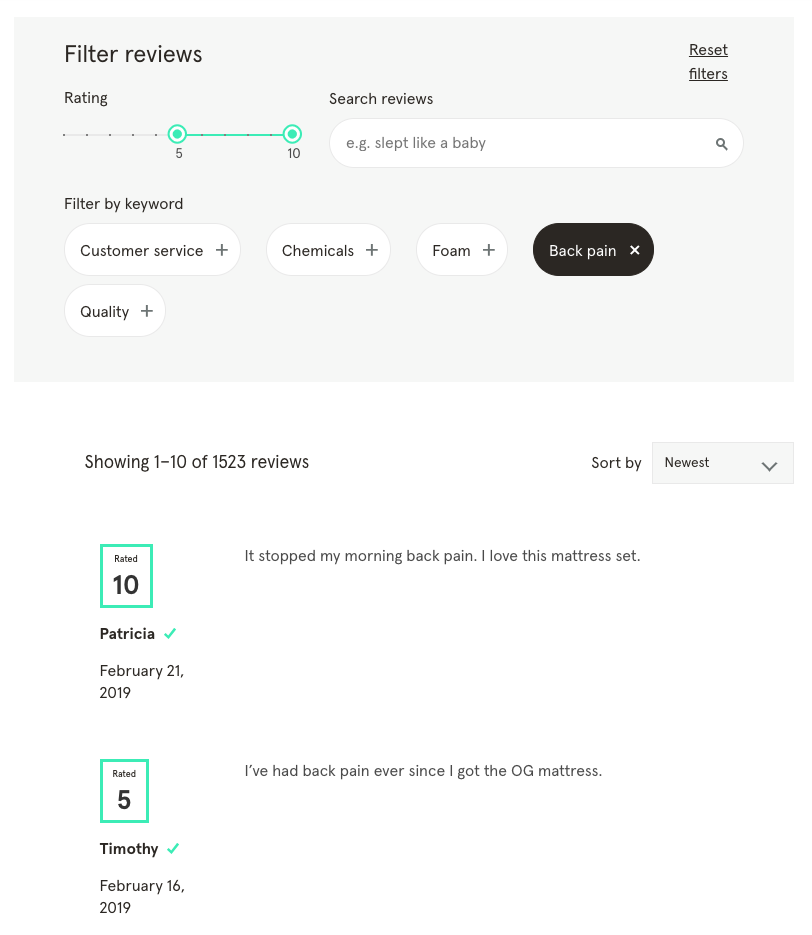 Filter reviews
Reset
filters
Rating
Search reviews
5
10
e.g. slept like a baby
Filter by keyword
Customer service
Chemicals
Foam
Back pain
Quality
Showing 1–10 of 1523 reviews
Sort by
Newest
Rated
10
It stopped my morning back pain. I love this mattress set.
Patricia
February 21,
2019
Rated
5
I’ve had back pain ever since I got the OG mattress.
Timothy
February 16,
2019